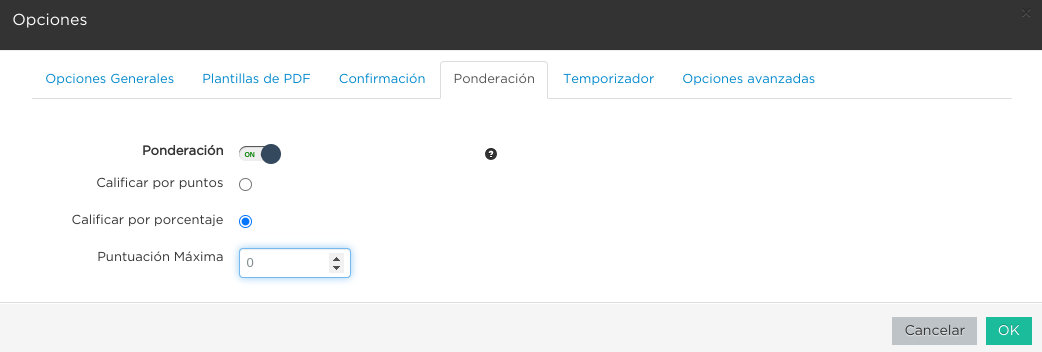 Opciones
Opciones Generales Plantillas de PDF Confirmación Ponderación Temporizador Opciones avanzadas
Ponderación ON ?
Calificar por puntos
Calificar por porcentaje
Puntuación Máxima 0
Cancelar OK